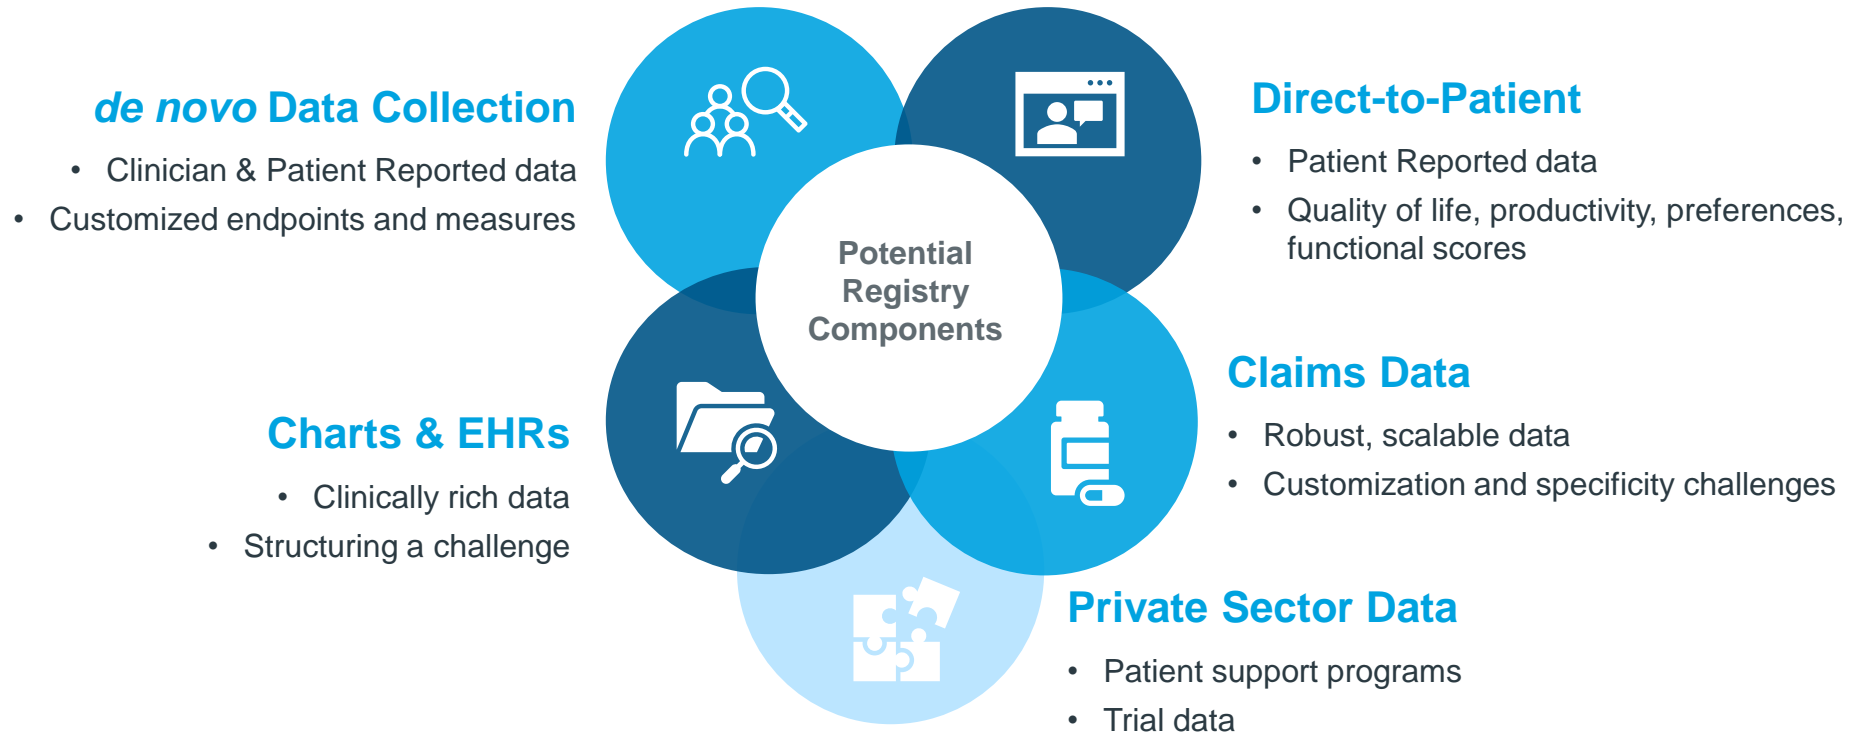 de novo Data Collection
• Clinician & Patient Reported data
• Customized endpoints and measures
Direct-to-Patient
• Patient Reported data
• Quality of life, productivity, preferences,
functional scores
Potential
Registry
Components
Charts & EHRs
• Clinically rich data
• Structuring a challenge
Claims Data
• Robust, scalable data
• Customization and specificity challenges
Private Sector Data
• Patient support programs
• Trial data